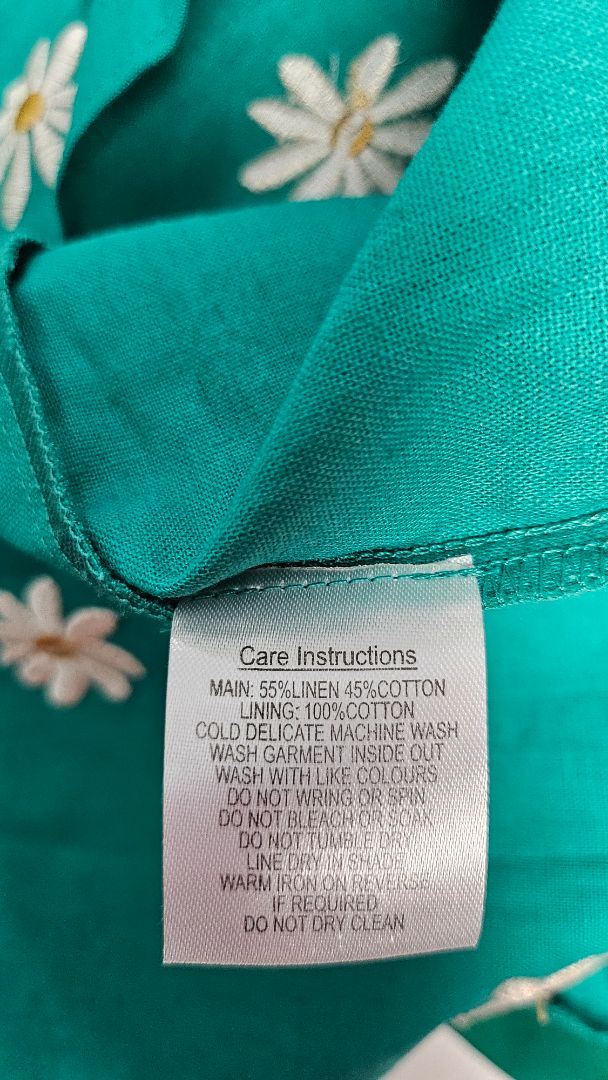 Care Instructions
MAIN: 55%LINEN 45%COTTON
LINING: 100%COTTON
COLD DELICATE MACHINE WASH
WASH GARMENT INSIDE OUT
WASH WITH LIKE COLOURS
DO NOT WRING OR SPIN
DO NOT BLEACH OR SOAK
DO NOT TUMBLE DRY
LINE DRY IN SHADE
WARM IRON ON REVERSE
IF REQUIRED
DO NOT DRY CLEAN